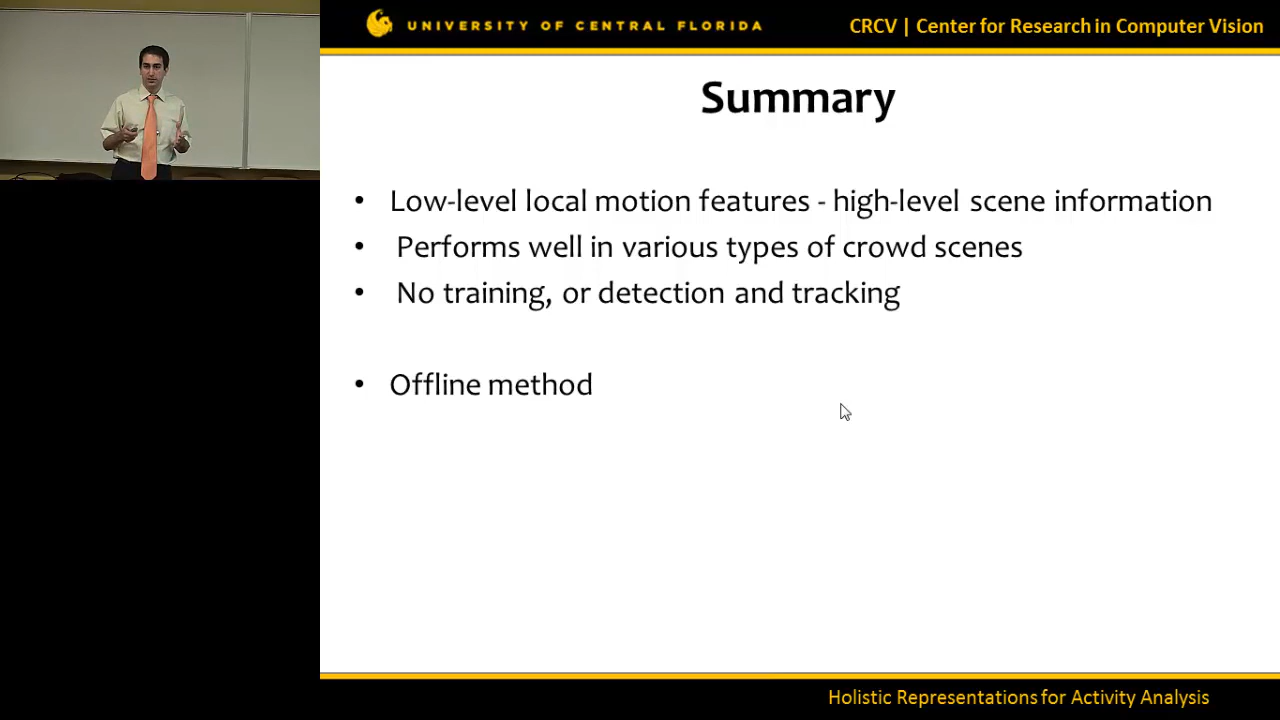 UNIVERSITY OF CENTRAL FLORIDA
CRCV | Center for Research in Computer Vision
Summary
• Low-level local motion features - high-level scene information
• Performs well in various types of crowd scenes
• No training, or detection and tracking
• Offline method
Holistic Representations for Activity Analysis